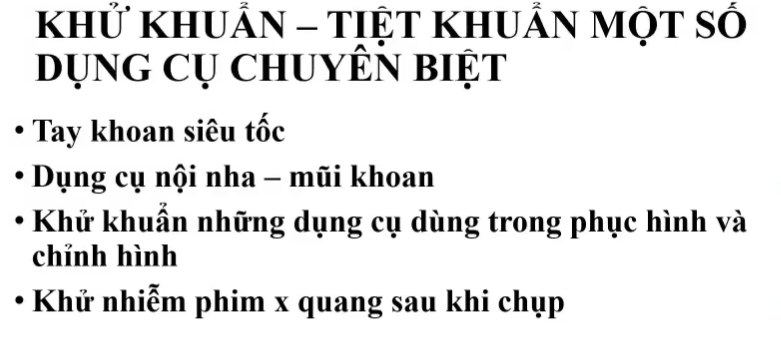 KHỬ KHUẨN – TIỆT KHUẨN MỘT SỐ
DỤNG CỤ CHUYÊN BIỆT
• Tay khoan siêu tốc
• Dụng cụ nội nha – mũi khoan
• Khử khuẩn những dụng cụ dùng trong phục hình và
chỉnh hình
• Khử nhiễm phim x quang sau khi chụp